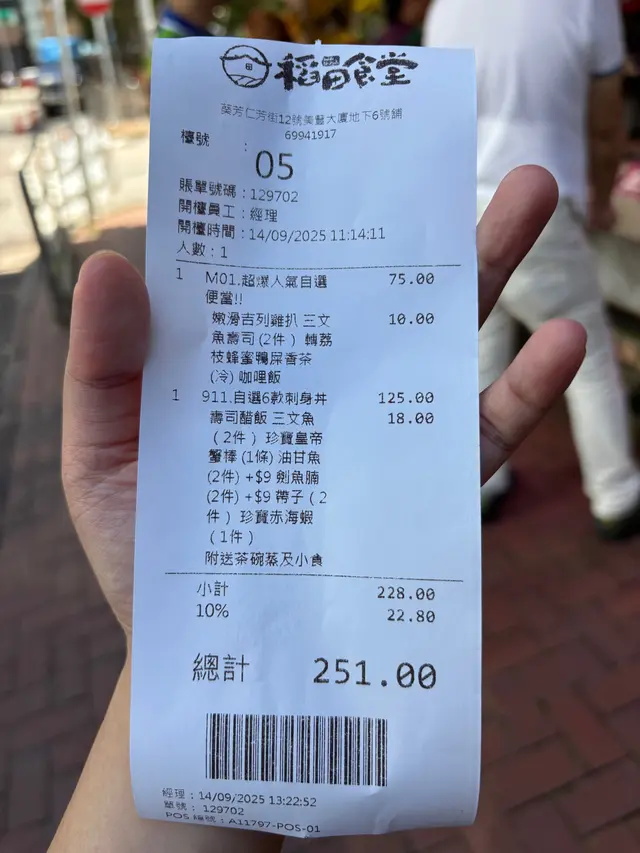 稻田食堂
葵芳仁芳街12號美豐大廈地下6號舖
69941917
檯號 :
05
賬單號碼：129702
開檯員工：經理
開檯時間：14/09/2025 11:14:11
人數：1
1 M01.超爆人氣自選 75.00
便當!!
嫩滑吉列雞扒 三文 10.00
魚壽司 (2件 ) 轉荔
枝蜂蜜鴨屎香茶
(冷) 咖哩飯
1 911.自選6款刺身丼 125.00
壽司醋飯 三文魚 18.00
（2件） 珍寶皇帝
蟹棒 (1條) 油甘魚
(2件) +$9 劍魚腩
(2件) +$9 帶子（2
件） 珍寶赤海蝦
（1件）
附送茶碗蒸及小食
小計 228.00
10% 22.80
總計 251.00
經理：14/09/2025 13:22:52
單號： 129702
POS 檔號：A11797-POS-01